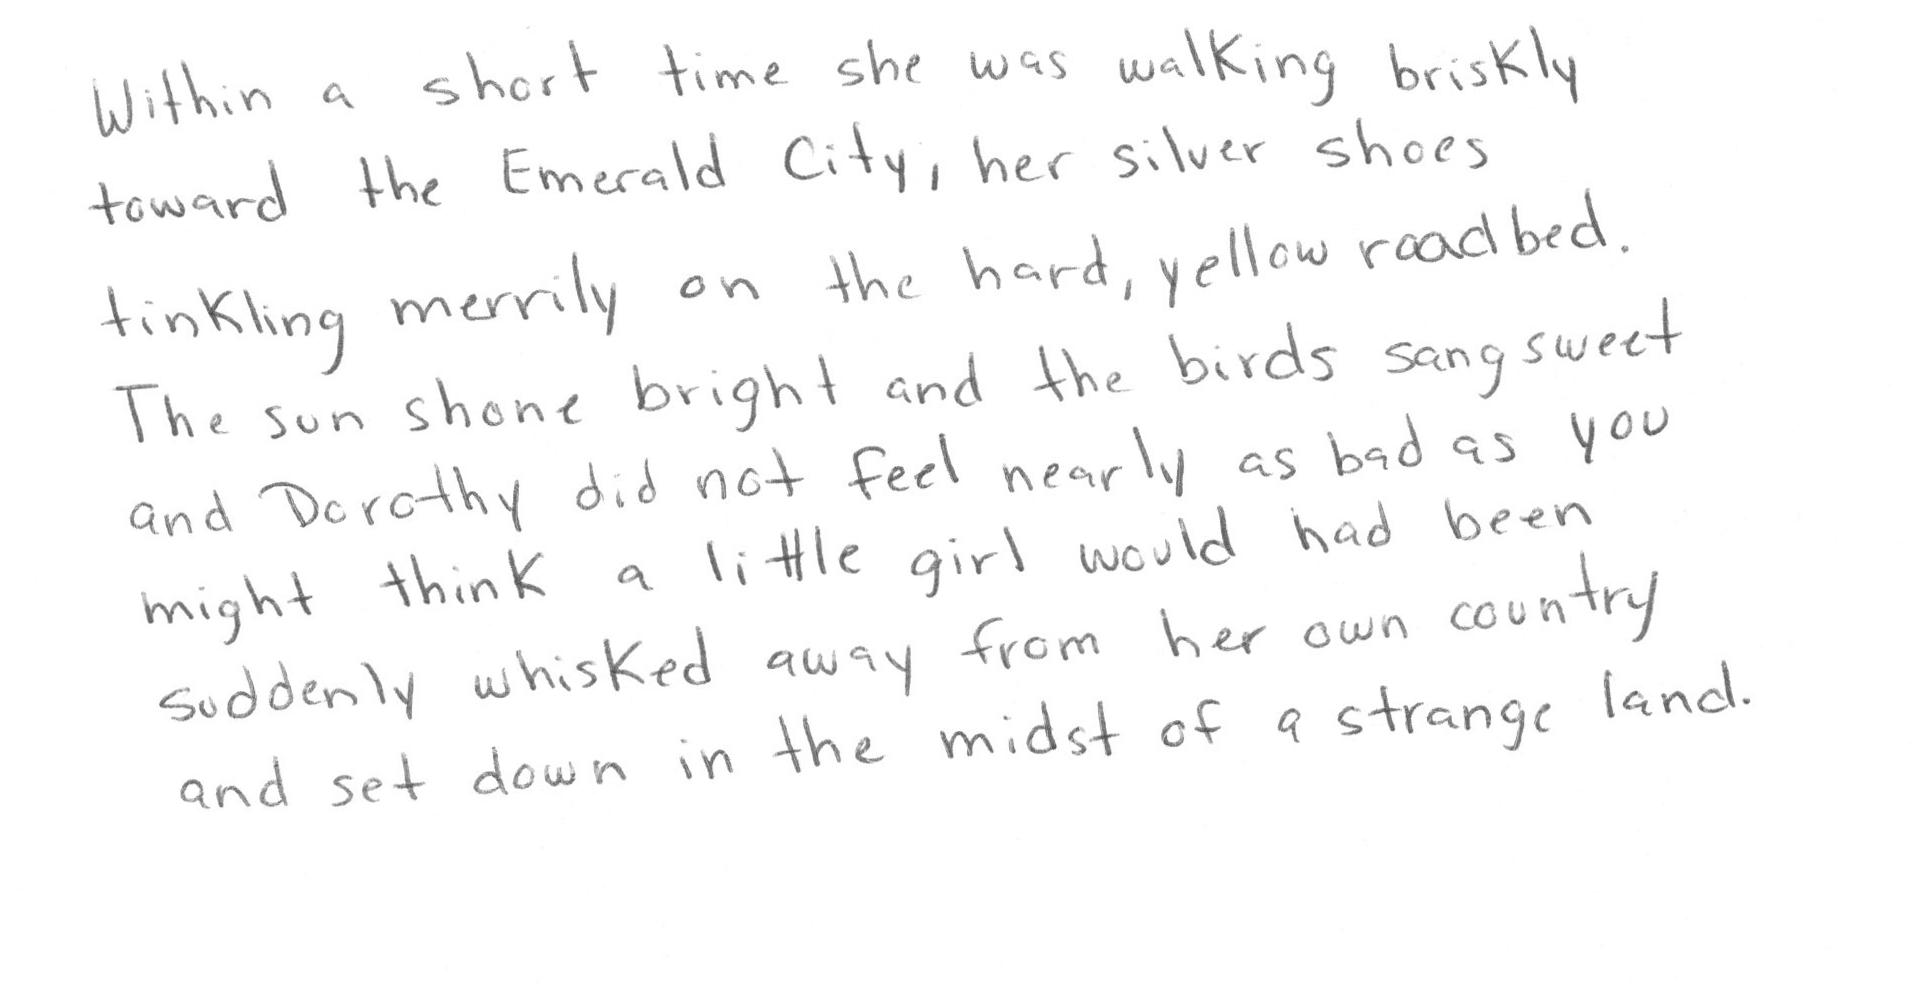 Within a short time she was walking briskly
toward the Emerald City, her silver shoes
tinkling merrily on the hard, yellow roadbed.
The sun shone bright and the birds sang sweet
and Dorothy did not feel nearly as bad as you
might think a little girl would had been
suddenly whisked away from her own country
and set down in the midst of a strange land.